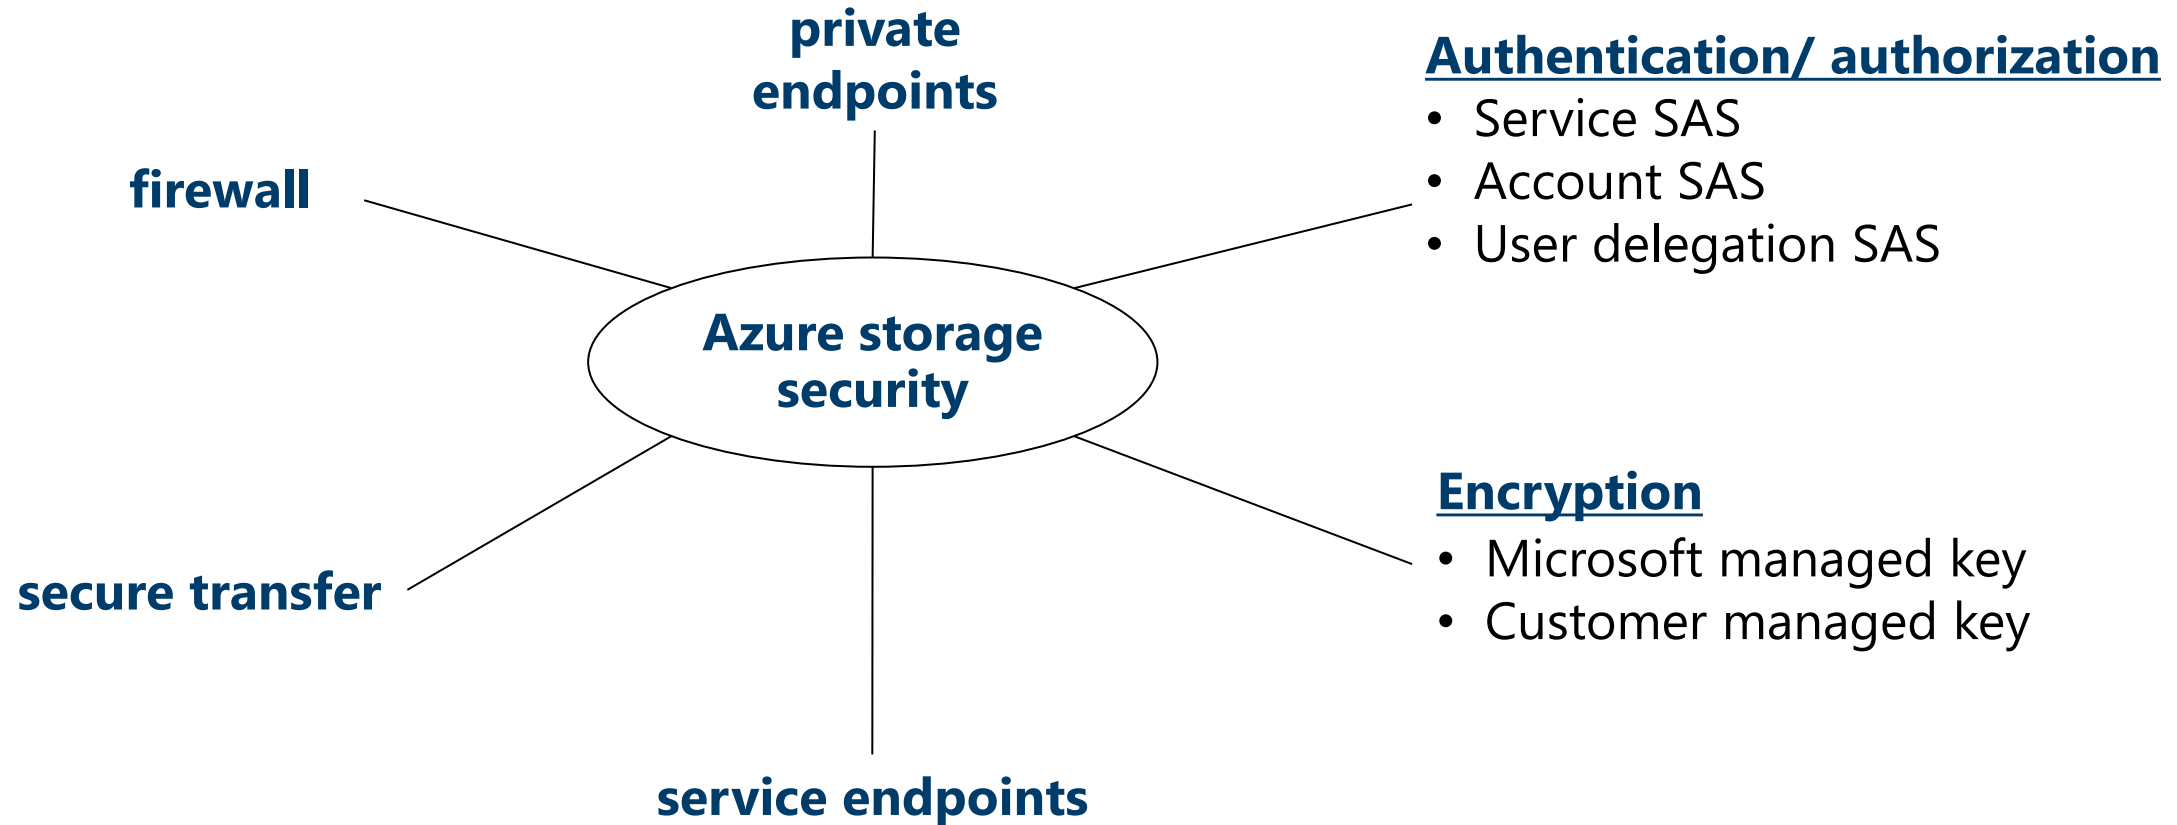 private
endpoints
Authentication/ authorization
• Service SAS
• Account SAS
• User delegation SAS
firewall
Azure storage
security
Encryption
• Microsoft managed key
• Customer managed key
secure transfer
service endpoints